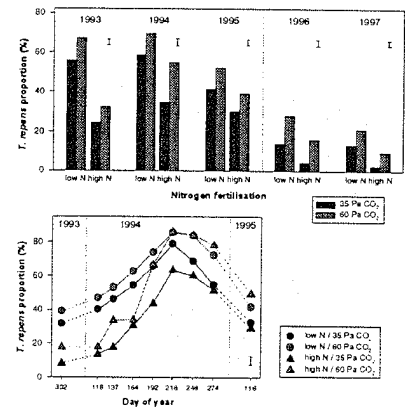 1993 1994 1995 1996 1997
80
60
40
20
0
T. repens proportion (%)
low N high N low N high N low N high N low N high N low N high N
Nitrogen fertilisation
35 Pa CO2
60 Pa CO2
1993 1994 1995
80
60
40
20
0
T. repens proportion (%)
302 118 137 164 192 216 246 274 116
Day of year
low N / 35 Pa CO2
low N / 60 Pa CO2
high N / 35 Pa CO2
high N / 60 Pa CO2